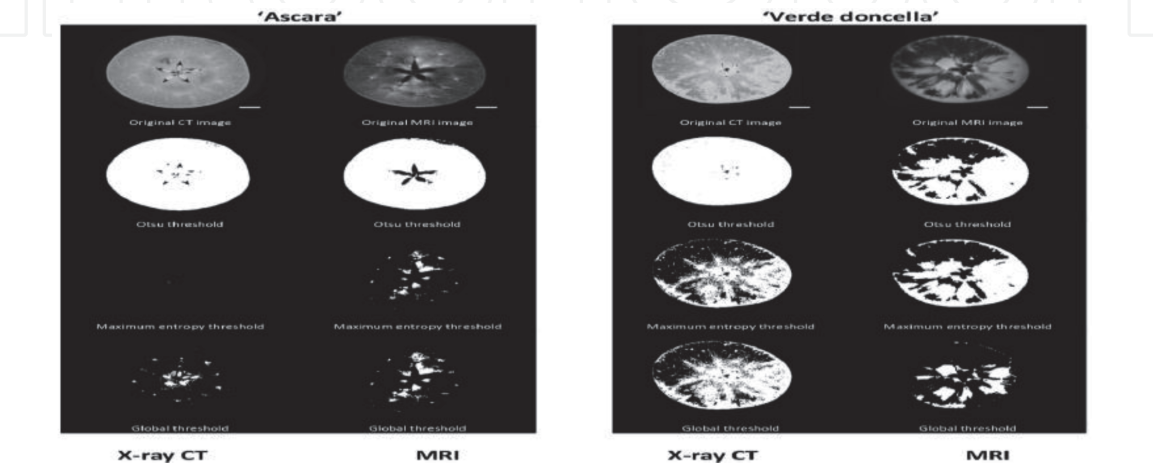 'Ascara'
Original CT image
Original MRI image
Otsu threshold
Otsu threshold
Maximum entropy threshold
Maximum entropy threshold
Global threshold
Global threshold
X-ray CT
MRI
'Verde doncella'
Original CT image
Original MRI image
Otsu threshold
Otsu threshold
Maximum entropy threshold
Maximum entropy threshold
Global threshold
Global threshold
X-ray CT
MRI